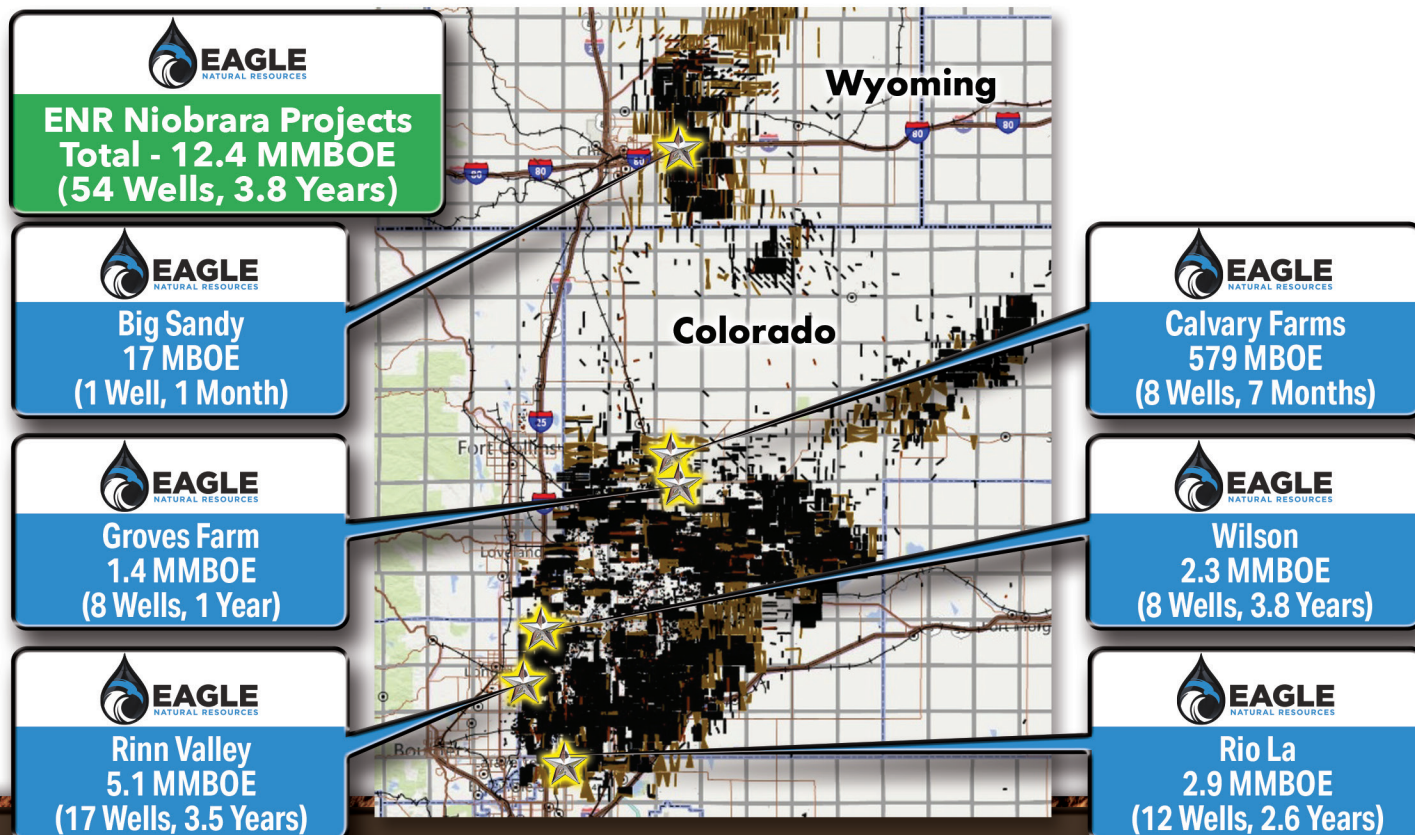 EAGLE
NATURAL RESOURCES
ENR Niobrara Projects
Total - 12.4 MMBOE
(54 Wells, 3.8 Years)
EAGLE
NATURAL RESOURCES
Big Sandy
17 MBOE
(1 Well, 1 Month)
EAGLE
NATURAL RESOURCES
Groves Farm
1.4 MMBOE
(8 Wells, 1 Year)
EAGLE
NATURAL RESOURCES
Rinn Valley
5.1 MMBOE
(17 Wells, 3.5 Years)
Wyoming
80
80
80
80
80
Colorado
25
Fort Collins
Loveland
EAGLE
NATURAL RESOURCES
Calvary Farms
579 MBOE
(8 Wells, 7 Months)
EAGLE
NATURAL RESOURCES
Wilson
2.3 MMBOE
(8 Wells, 3.8 Years)
EAGLE
NATURAL RESOURCES
Rio La
2.9 MMBOE
(12 Wells, 2.6 Years)